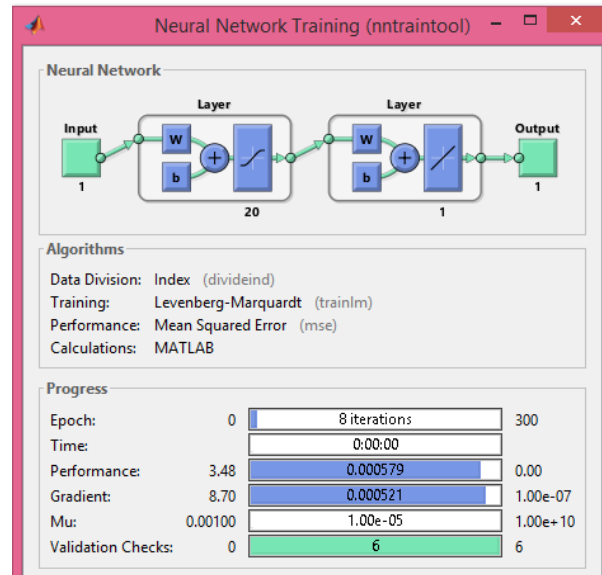 Neural Network Training (nntraintool)
Neural Network
Layer Layer
Input Output
W W
b b
1 1
20 1
Algorithms
Data Division: Index (divideind)
Training: Levenberg-Marquardt (trainlm)
Performance: Mean Squared Error (mse)
Calculations: MATLAB
Progress
Epoch: 0 8 iterations 300
Time: 0:00:00
Performance: 3.48 0.000579 0.00
Gradient: 8.70 0.000521 1.00e-07
Mu: 0.00100 1.00e-05 1.00e+10
Validation Checks: 0 6 6